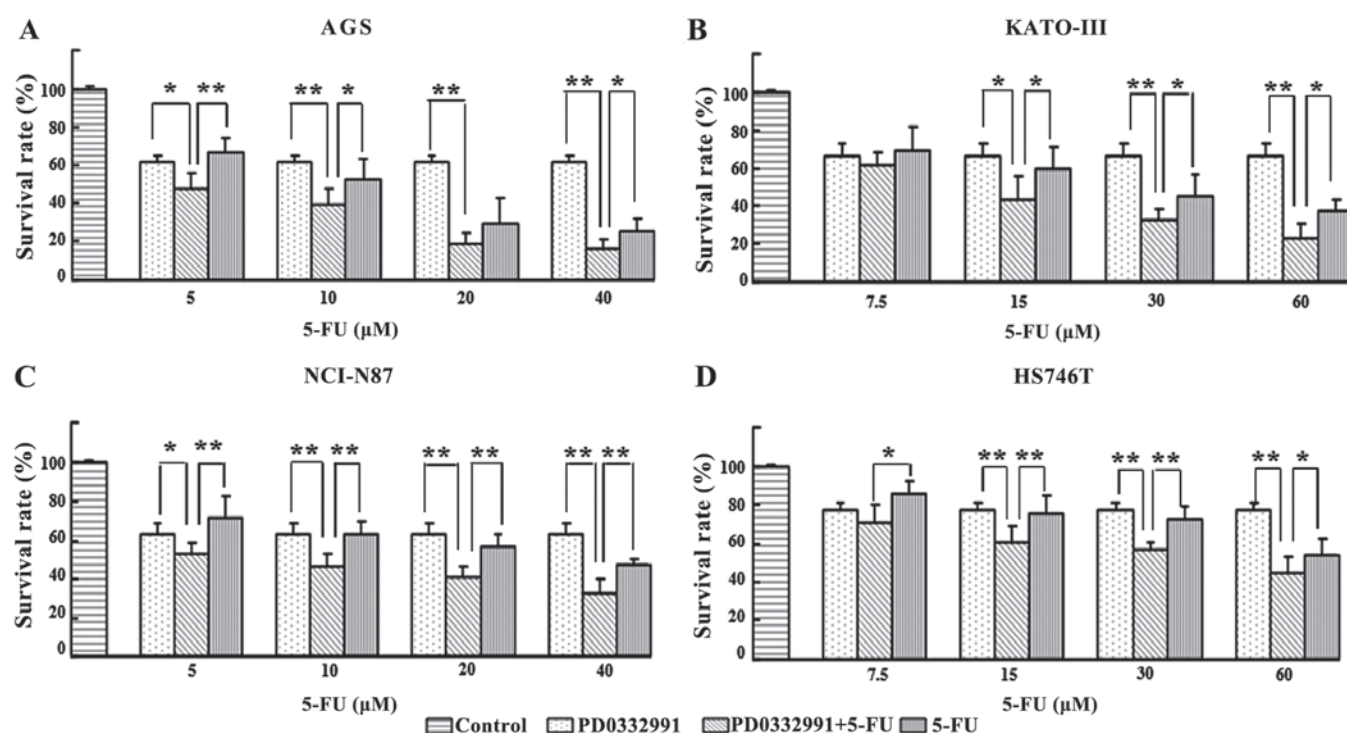 A
AGS
Survival rate (%)
100
80
60
40
20
0
* ** ** * ** ** *
5 10 20 40
5-FU (μM)
B
KATO-III
Survival rate (%)
100
80
60
40
20
0
* * ** * ** *
7.5 15 30 60
5-FU (μM)
C
NCI-N87
Survival rate (%)
100
80
60
40
20
0
* ** ** ** ** ** ** **
5 10 20 40
5-FU (μM)
D
HS746T
Survival rate (%)
100
80
60
40
20
0
* ** ** ** ** ** *
7.5 15 30 60
5-FU (μM)
Control PD0332991 PD0332991+5-FU 5-FU